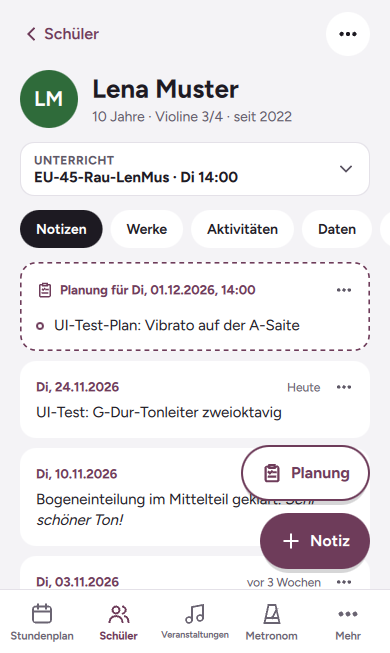 Schüler
LM
Lena Muster
10 Jahre · Violine 3/4 · seit 2022
UNTERRICHT
EU-45-Rau-LenMus · Di 14:00
Notizen Werke Aktivitäten Daten
Planung für Di, 01.12.2026, 14:00
UI-Test-Plan: Vibrato auf der A-Saite
Di, 24.11.2026 Heute
UI-Test: G-Dur-Tonleiter zweioktavig
Di, 10.11.2026
Planung
Bogeneinteilung im Mittelteil geklärt. Sehr
schöner Ton!
Notiz
Di, 03.11.2026 vor 3 Wochen
Stundenplan Schüler Veranstaltungen Metronom Mehr